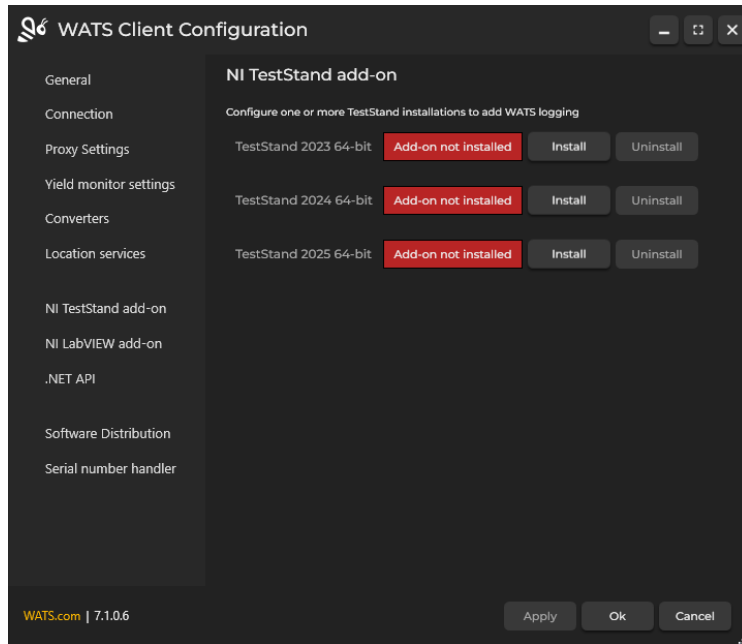 WATS Client Configuration
General
Connection
Proxy Settings
Yield monitor settings
Converters
Location services
NI TestStand add-on
NI LabVIEW add-on
.NET API
Software Distribution
Serial number handler
NI TestStand add-on
Configure one or more TestStand installations to add WATS logging
TestStand 2023 64-bit Add-on not installed Install Uninstall
TestStand 2024 64-bit Add-on not installed Install Uninstall
TestStand 2025 64-bit Add-on not installed Install Uninstall
WATS.com | 7.1.0.6
Apply Ok Cancel